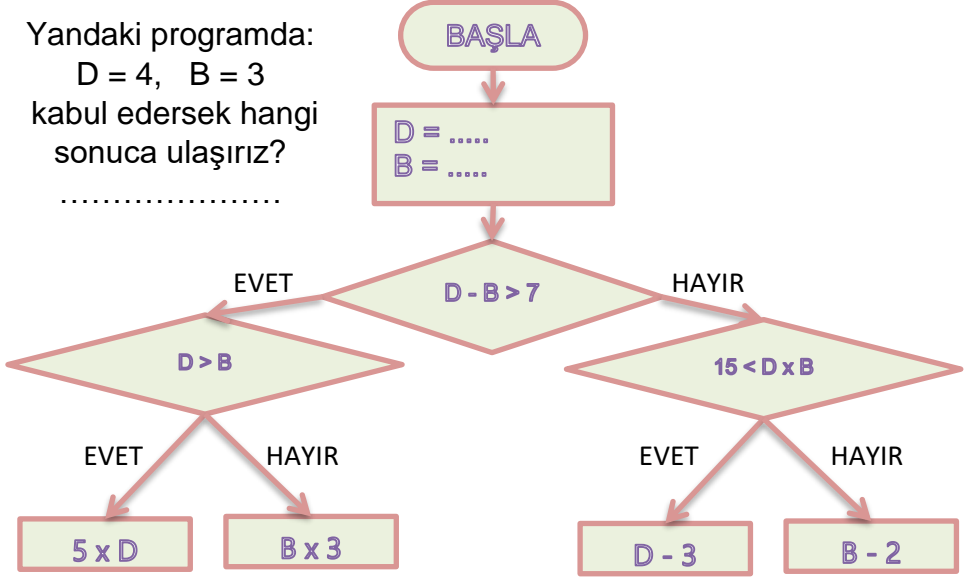 Yandaki programda:
D = 4, B = 3
kabul edersek hangi
sonuca ulaşırız?
…………………
BAŞLA
D = .....
B = .....
D - B > 7
EVET
HAYIR
D > B
15 < D x B
EVET
HAYIR
EVET
HAYIR
5 x D
B x 3
D - 3
B - 2